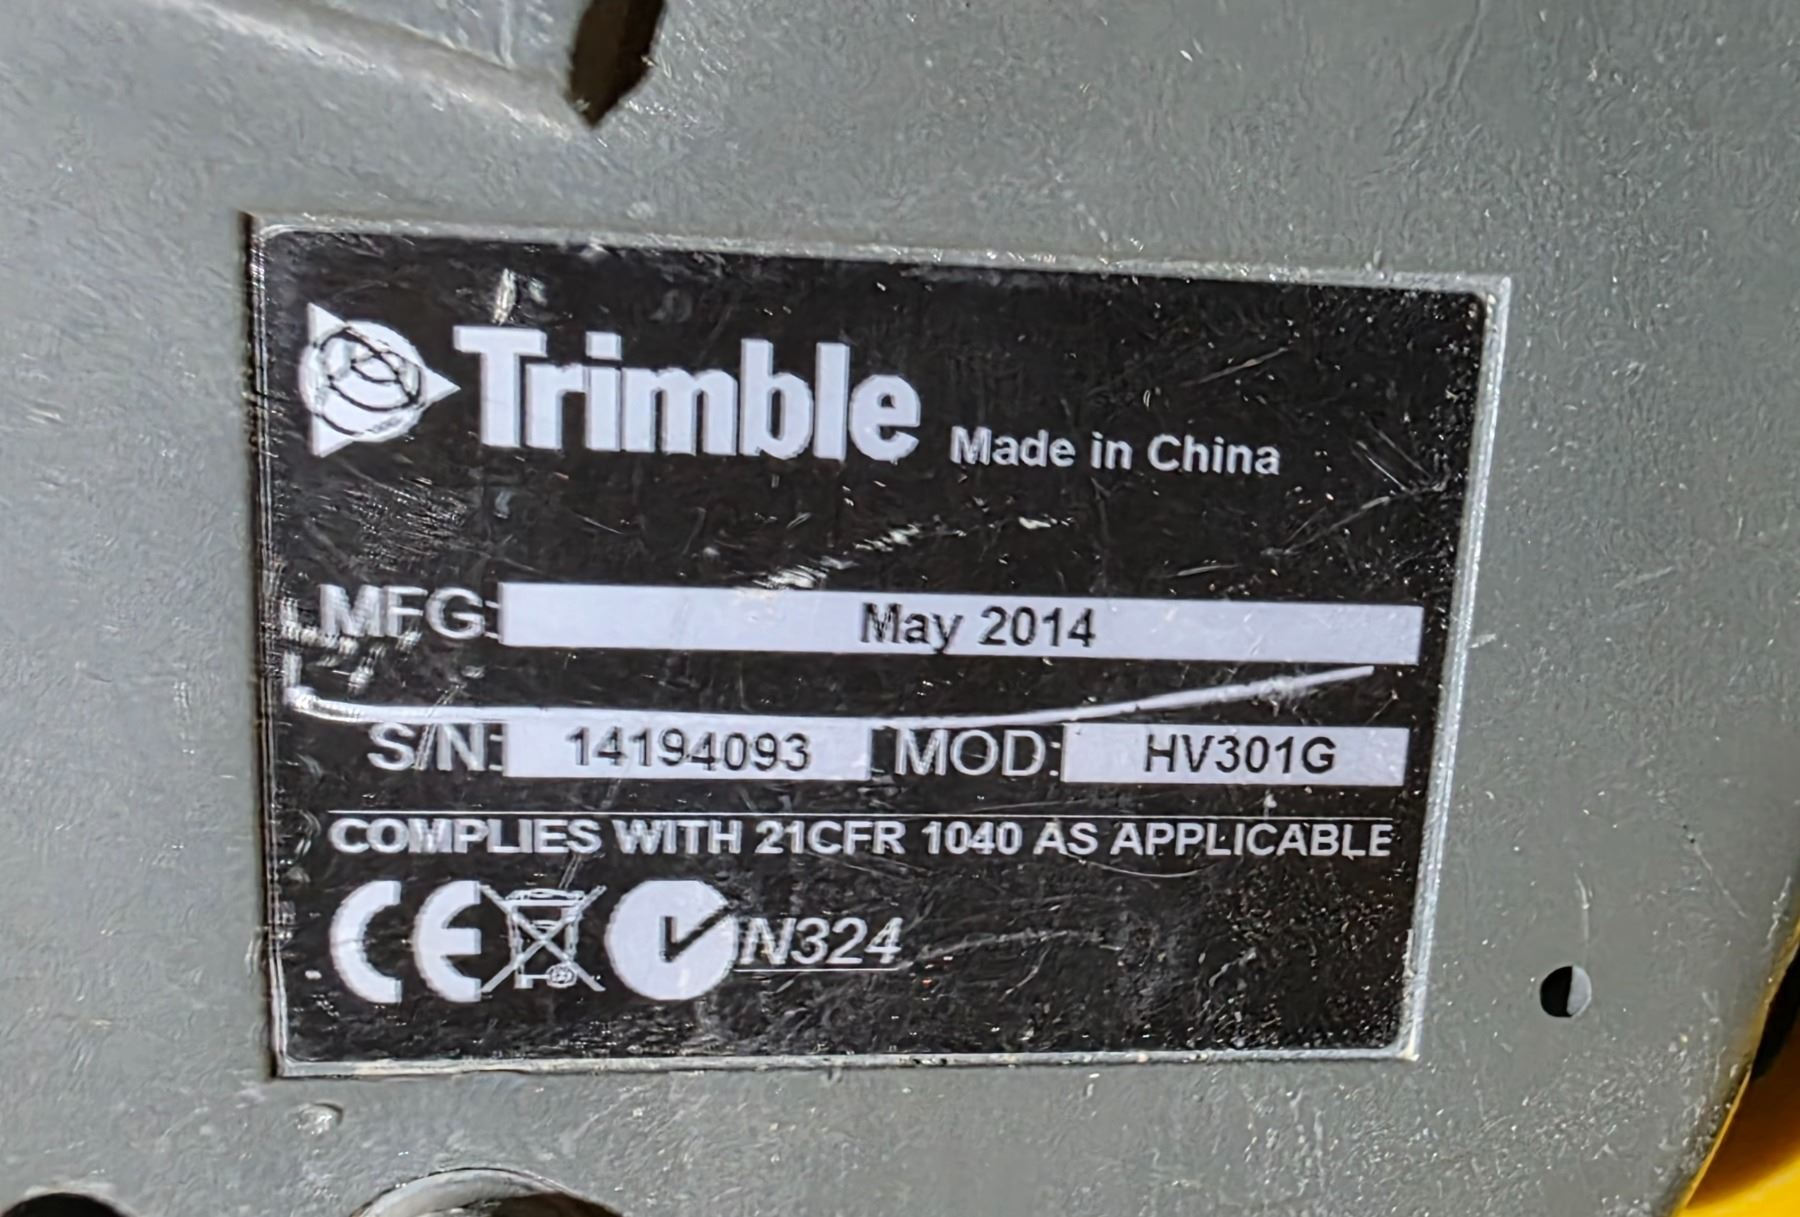 Trimble Made in China
MFG: May 2014
S/N: 14194093 MOD: HV301G
COMPLIES WITH 21CFR 1040 AS APPLICABLE
CE N324